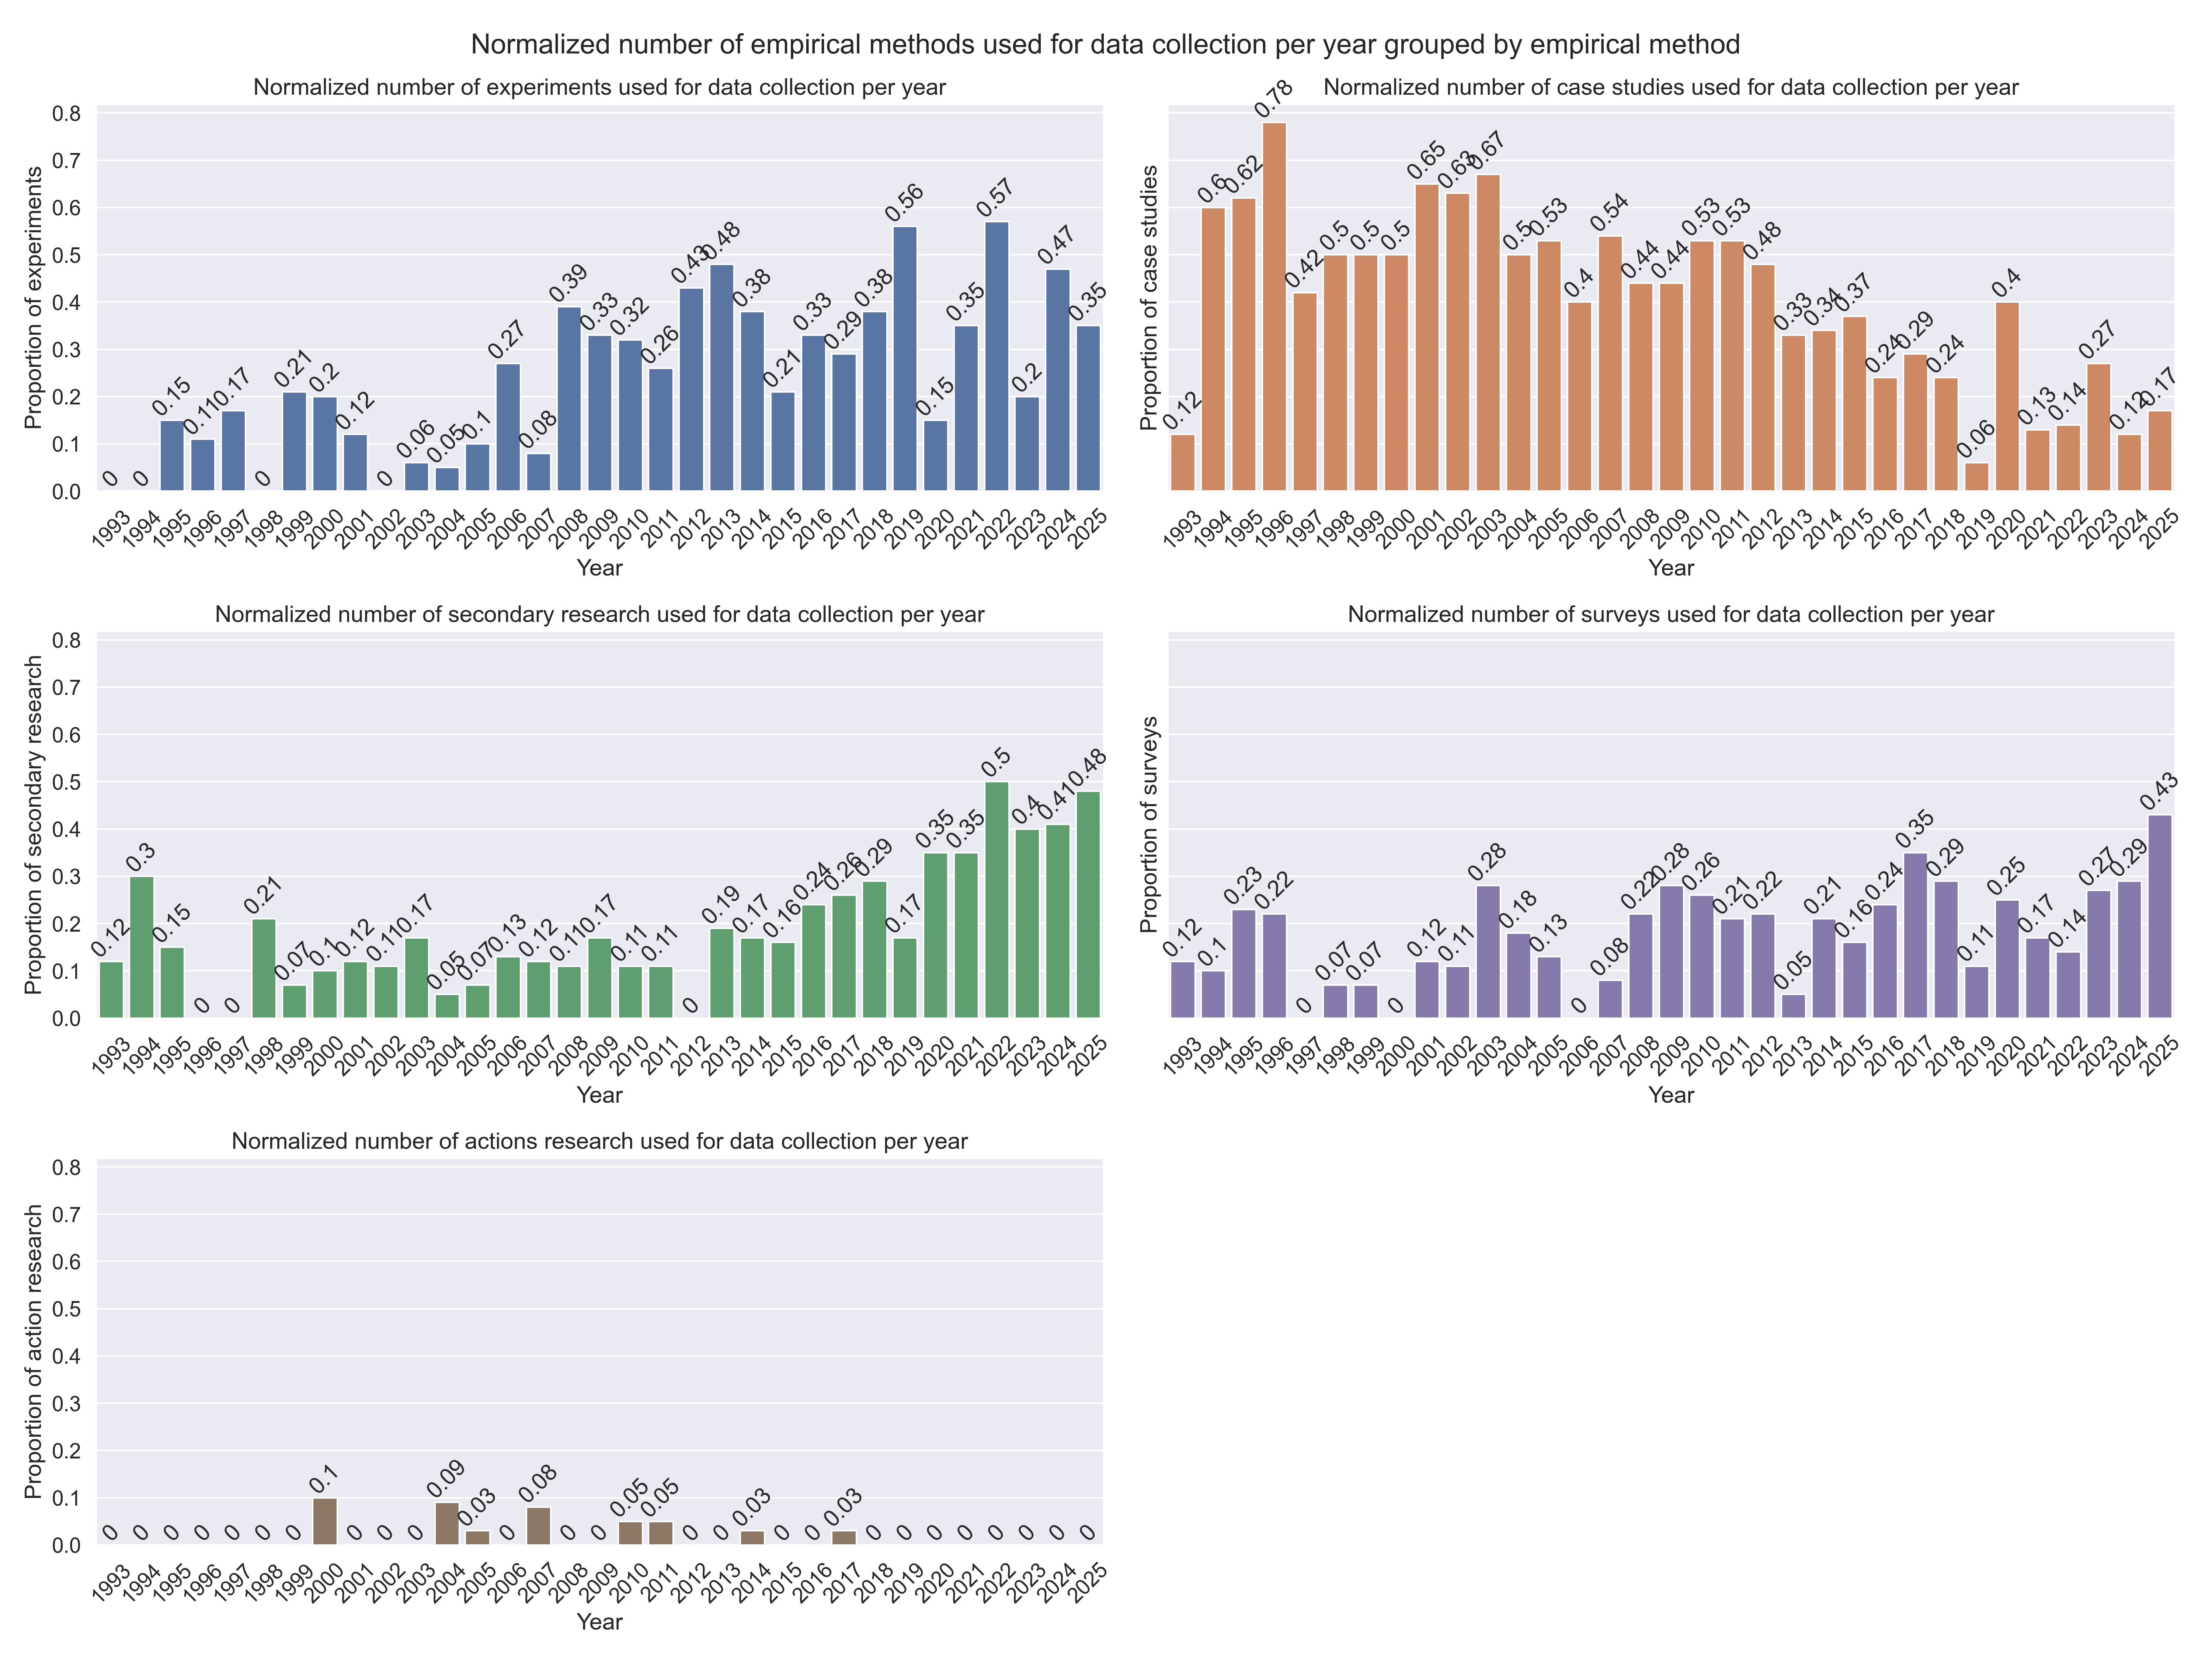 Normalized number of empirical methods used for data collection per year grouped by empirical method
Normalized number of experiments used for data collection per year
Proportion of experiments
0.8
0.7
0.6
0.5
0.4
0.3
0.2
0.1
0.0
0 0 0.15 0.11 0.17 0 0.21 0.2 0.12 0 0.06 0.05 0.1 0.27 0.08 0.39 0.33 0.32 0.26 0.43 0.48 0.38 0.21 0.33 0.29 0.38 0.56 0.15 0.35 0.57 0.2 0.47 0.35
1993 1994 1995 1996 1997 1998 1999 2000 2001 2002 2003 2004 2005 2006 2007 2008 2009 2010 2011 2012 2013 2014 2015 2016 2017 2018 2019 2020 2021 2022 2023 2024 2025
Year
Normalized number of case studies used for data collection per year
Proportion of case studies
0.12 0.6 0.62 0.78 0.42 0.5 0.5 0.5 0.65 0.63 0.67 0.5 0.53 0.4 0.54 0.44 0.44 0.53 0.53 0.48 0.33 0.34 0.37 0.24 0.29 0.24 0.06 0.4 0.13 0.14 0.27 0.12 0.17
1993 1994 1995 1996 1997 1998 1999 2000 2001 2002 2003 2004 2005 2006 2007 2008 2009 2010 2011 2012 2013 2014 2015 2016 2017 2018 2019 2020 2021 2022 2023 2024 2025
Year
Normalized number of secondary research used for data collection per year
Proportion of secondary research
0.8
0.7
0.6
0.5
0.4
0.3
0.2
0.1
0.0
0.12 0.3 0.15 0 0 0.21 0.07 0.1 0.12 0.11 0.17 0.05 0.07 0.13 0.12 0.11 0.17 0.11 0.11 0 0.19 0.17 0.16 0.24 0.26 0.29 0.17 0.35 0.35 0.5 0.4 0.41 0.48
1993 1994 1995 1996 1997 1998 1999 2000 2001 2002 2003 2004 2005 2006 2007 2008 2009 2010 2011 2012 2013 2014 2015 2016 2017 2018 2019 2020 2021 2022 2023 2024 2025
Year
Normalized number of surveys used for data collection per year
Proportion of surveys
0.12 0.1 0.23 0.22 0 0.07 0.07 0 0.12 0.11 0.28 0.18 0.13 0 0.08 0.22 0.28 0.26 0.21 0.22 0.05 0.21 0.16 0.24 0.35 0.29 0.11 0.25 0.17 0.14 0.27 0.29 0.43
1993 1994 1995 1996 1997 1998 1999 2000 2001 2002 2003 2004 2005 2006 2007 2008 2009 2010 2011 2012 2013 2014 2015 2016 2017 2018 2019 2020 2021 2022 2023 2024 2025
Year
Normalized number of actions research used for data collection per year
Proportion of action research
0.8
0.7
0.6
0.5
0.4
0.3
0.2
0.1
0.0
0 0 0 0 0 0 0 0.1 0 0 0 0.09 0.03 0 0.08 0 0 0.05 0.05 0 0 0.03 0 0 0.03 0 0 0 0 0 0 0 0
1993 1994 1995 1996 1997 1998 1999 2000 2001 2002 2003 2004 2005 2006 2007 2008 2009 2010 2011 2012 2013 2014 2015 2016 2017 2018 2019 2020 2021 2022 2023 2024 2025
Year